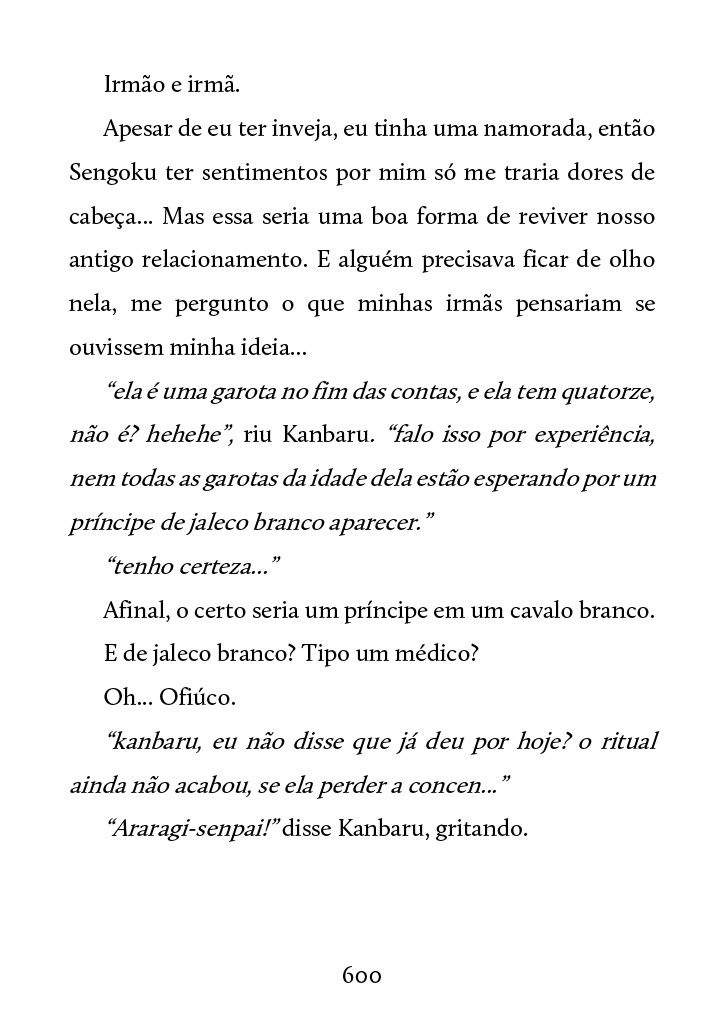 Irmão e irmã.
Apesar de eu ter inveja, eu tinha uma namorada, então
Sengoku ter sentimentos por mim só me traria dores de
cabeça... Mas essa seria uma boa forma de reviver nosso
antigo relacionamento. E alguém precisava ficar de olho
nela, me pergunto o que minhas irmãs pensariam se
ouvissem minha ideia...
“ela é uma garota no fim das contas, e ela tem quatorze,
não é? hehehe”, riu Kanbaru. “falo isso por experiência,
nem todas as garotas da idade dela estão esperando por um
príncipe de jaleco branco aparecer.”
“tenho certeza...”
Afinal, o certo seria um príncipe em um cavalo branco.
E de jaleco branco? Tipo um médico?
Oh... Ofiúco.
“kanbaru, eu não disse que já deu por hoje? o ritual
ainda não acabou, se ela perder a concen...”
“Araragi-senpai!” disse Kanbaru, gritando.
600